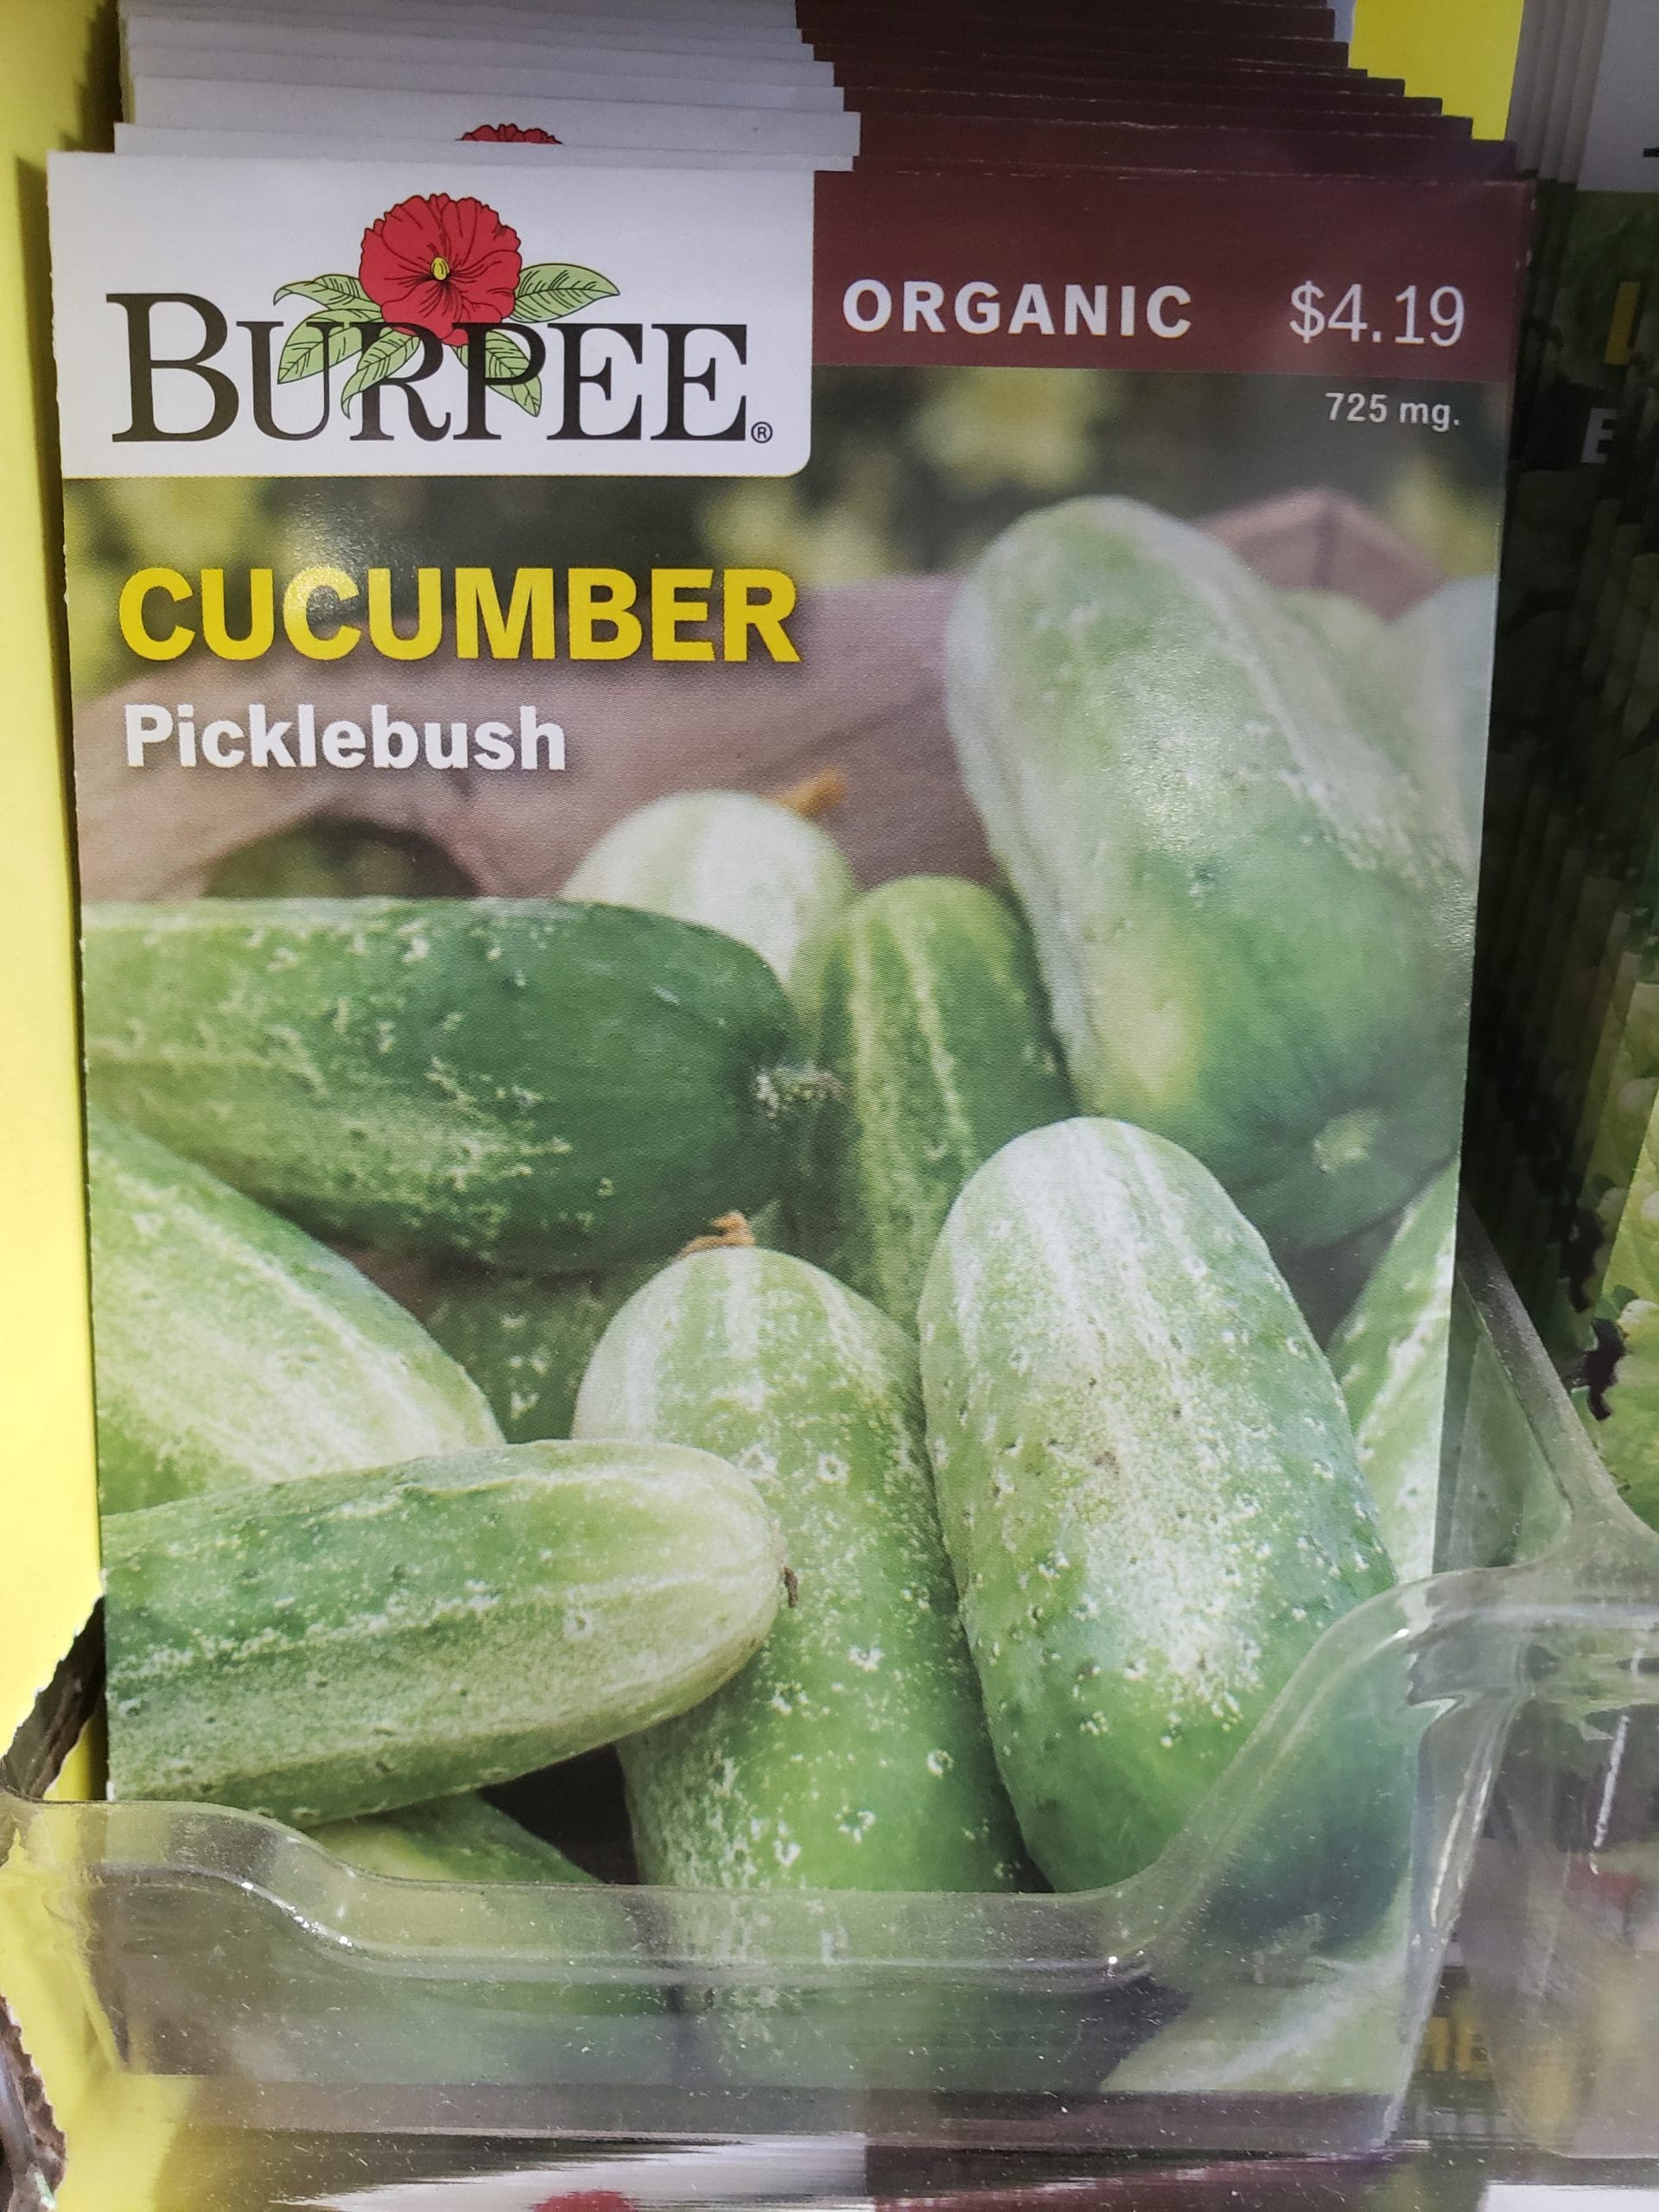 BURPEE®
ORGANIC $4.19
725 mg.
CUCUMBER
Picklebush